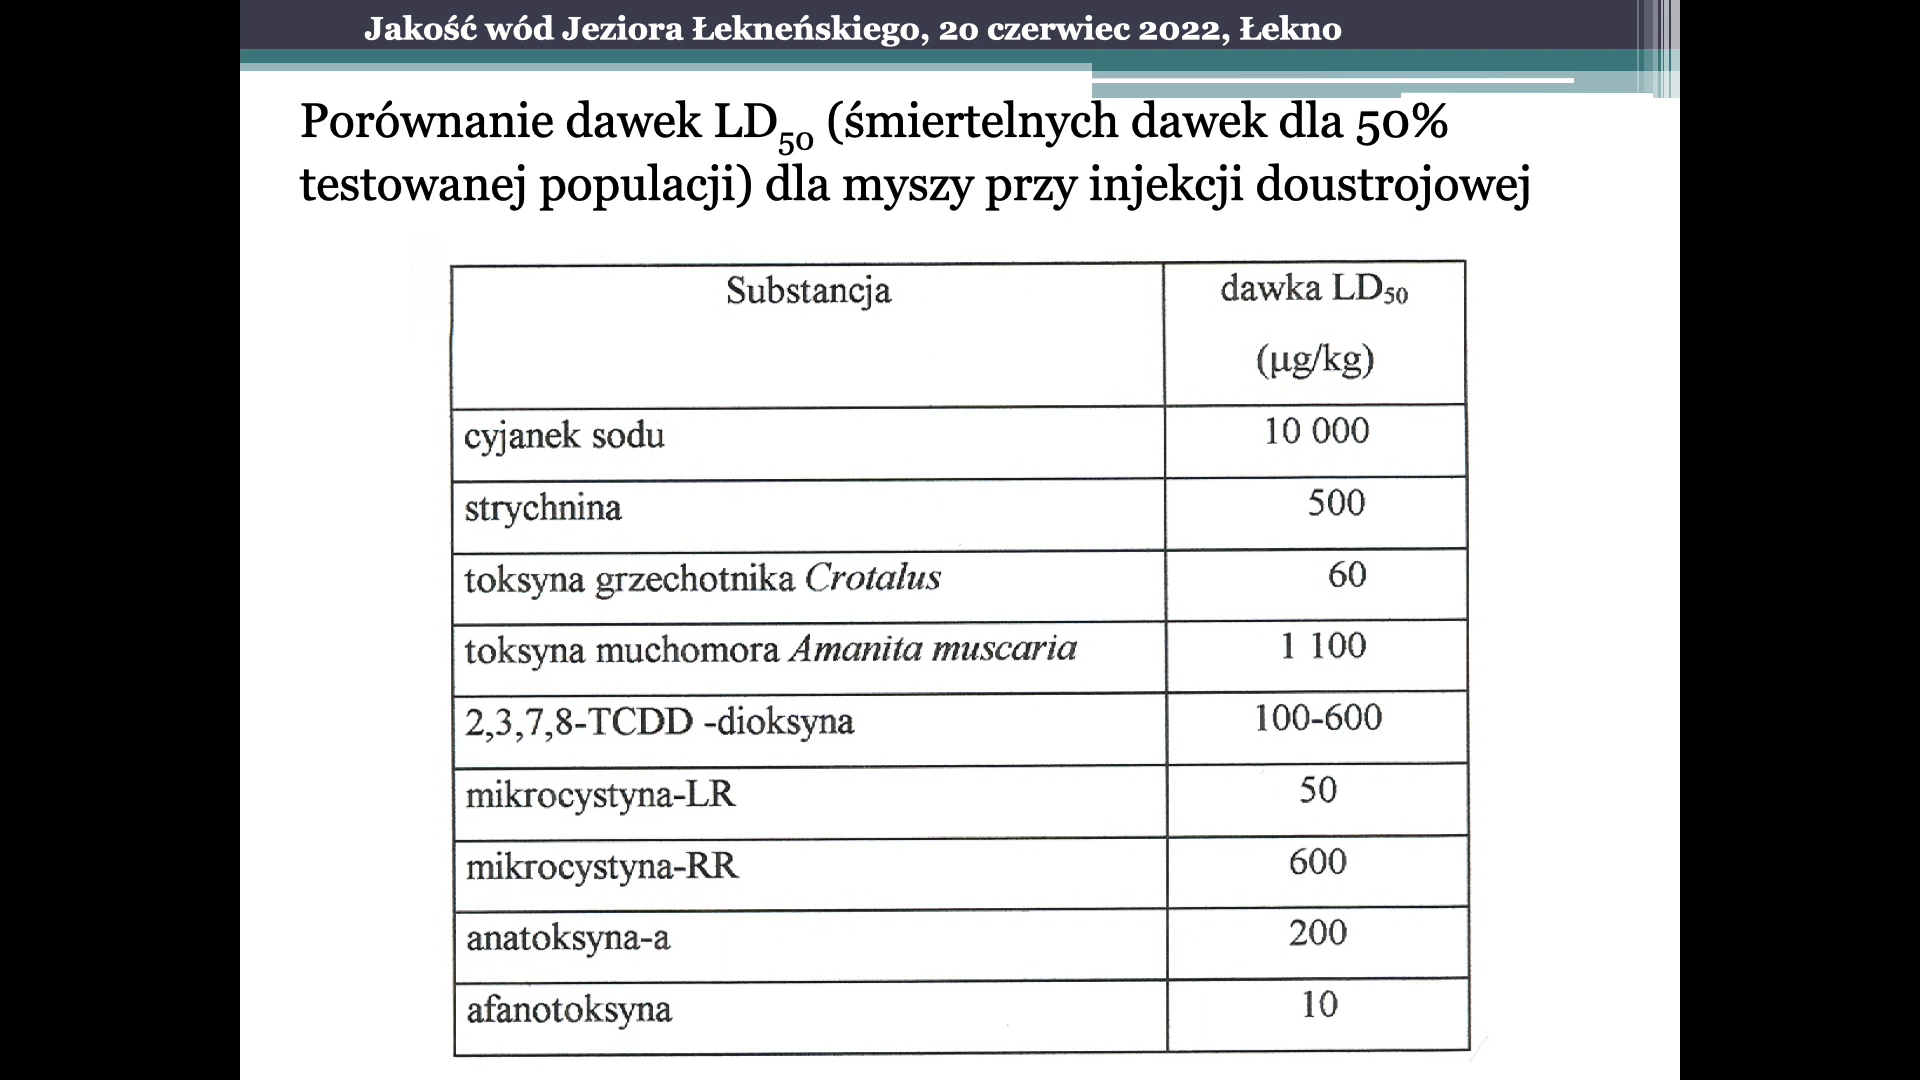 Jakość wód Jeziora Łekneńskiego, 20 czerwiec 2022, Łekno
Porównanie dawek LD50 (śmiertelnych dawek dla 50%
testowanej populacji) dla myszy przy injekcji doustrojowej
Substancja dawka LD50
(µg/kg)
cyjanek sodu 10 000
strychnina 500
toksyna grzechotnika Crotalus 60
toksyna muchomora Amanita muscaria 1 100
2,3,7,8-TCDD -dioksyna 100-600
mikrocystyna-LR 50
mikrocystyna-RR 600
anatoksyna-a 200
afanotoksyna 10